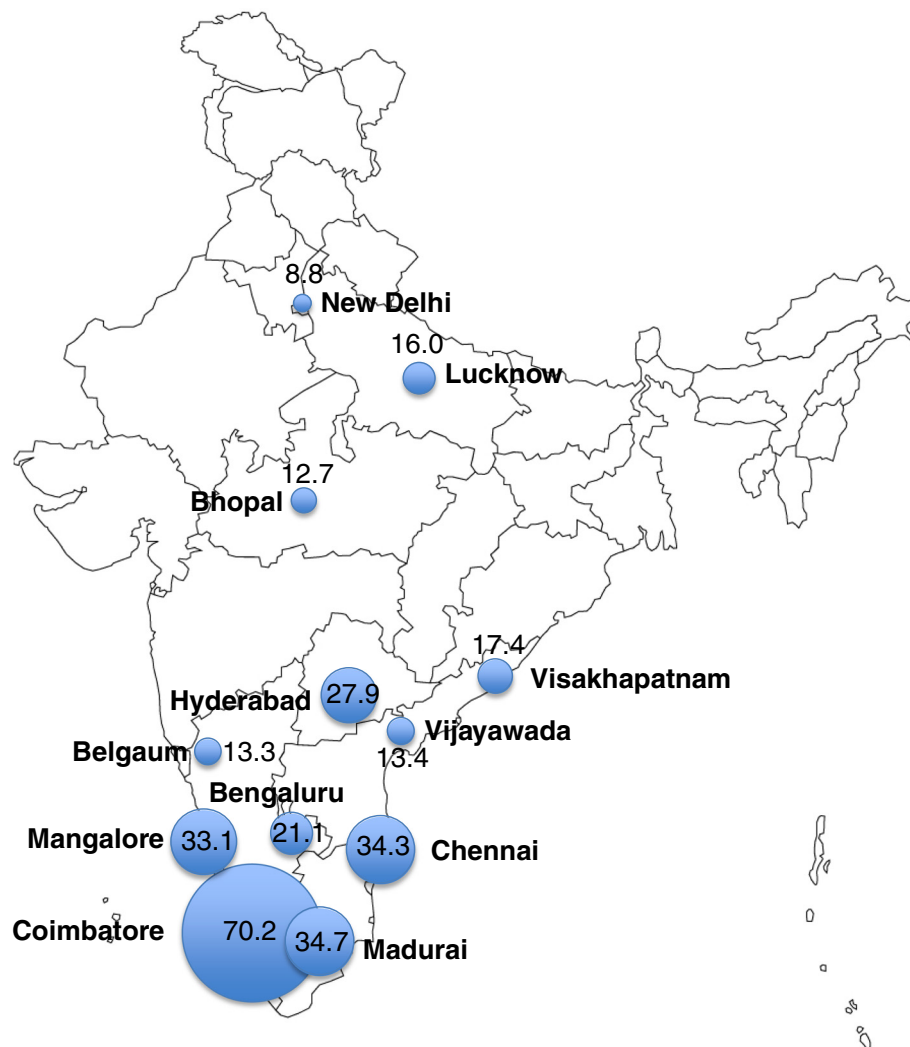 8.8
New Delhi
16.0
Lucknow
12.7
Bhopal
17.4
Visakhapatnam
Hyderabad
27.9
Vijayawada
13.4
Belgaum
13.3
Bengaluru
21.1
Mangalore
33.1
34.3
Chennai
Coimbatore
70.2
34.7
Madurai